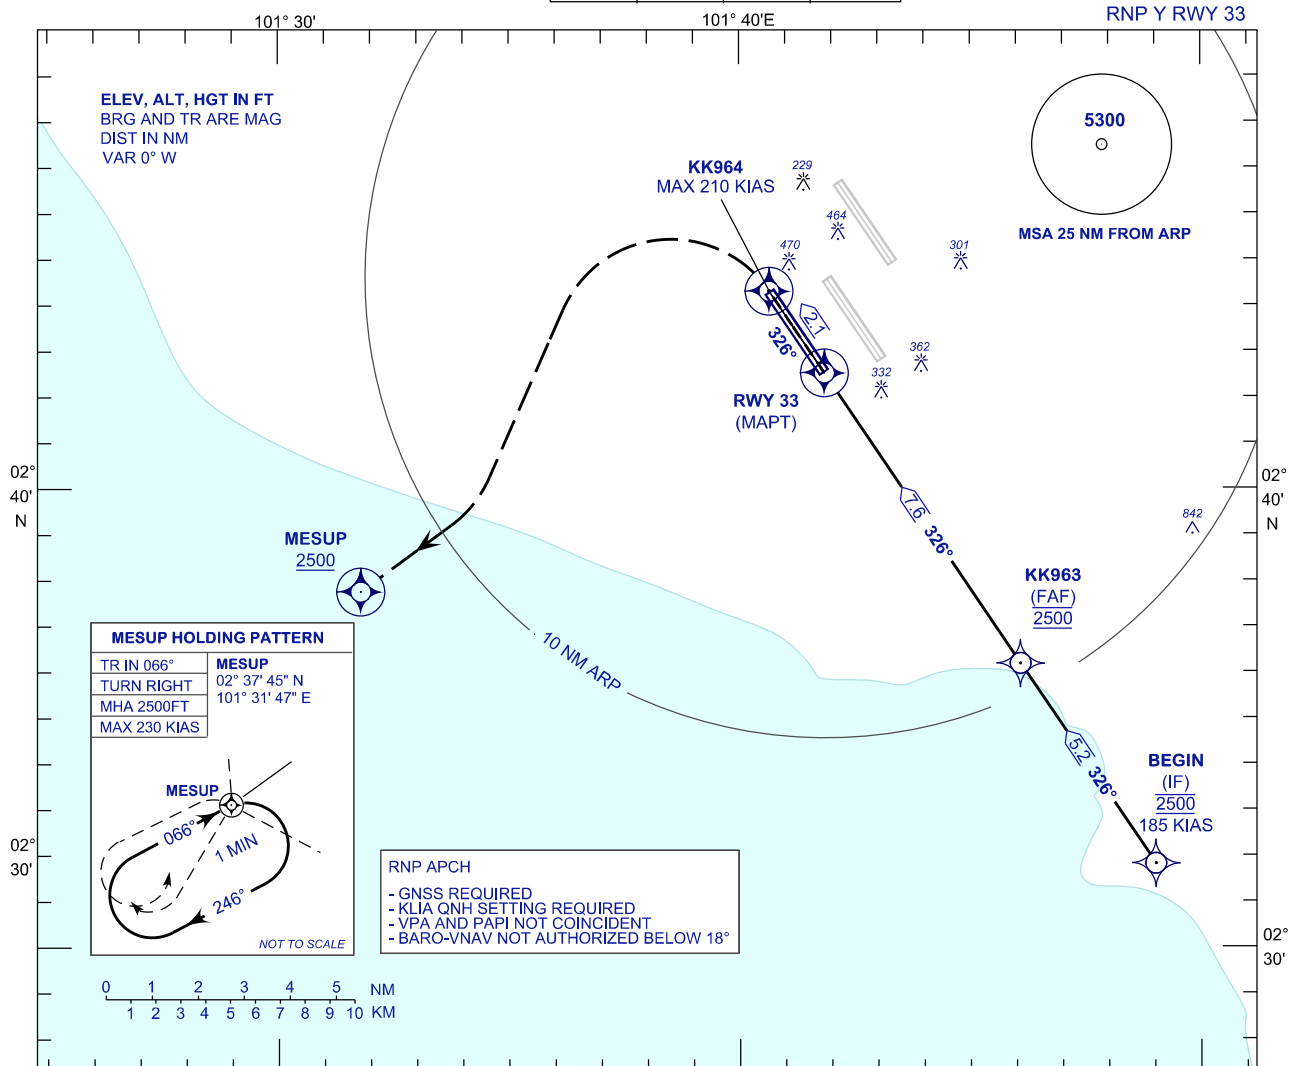 RNP Y RWY 33
101° 30'
101° 40'E
ELEV, ALT, HGT IN FT
BRG AND TR ARE MAG
DIST IN NM
VAR 0° W
5300
MSA 25 NM FROM ARP
KK964
MAX 210 KIAS
229
464
470
301
362
332
2.1
326°
RWY 33
(MAPT)
02°
40'
N
02°
40'
N
842
7.6 326°
MESUP
2500
KK963
(FAF)
2500
10 NM ARP
5.2 326°
BEGIN
(IF)
2500
185 KIAS
MESUP HOLDING PATTERN
TR IN 066°
TURN RIGHT
MHA 2500FT
MAX 230 KIAS
MESUP
02° 37' 45" N
101° 31' 47" E
MESUP
066°
1 MIN
246°
NOT TO SCALE
02°
30'
02°
30'
RNP APCH
- GNSS REQUIRED
- KLIA QNH SETTING REQUIRED
- VPA AND PAPI NOT COINCIDENT
- BARO-VNAV NOT AUTHORIZED BELOW 18°
0 1 2 3 4 5 NM
1 2 3 4 5 6 7 8 9 10 KM